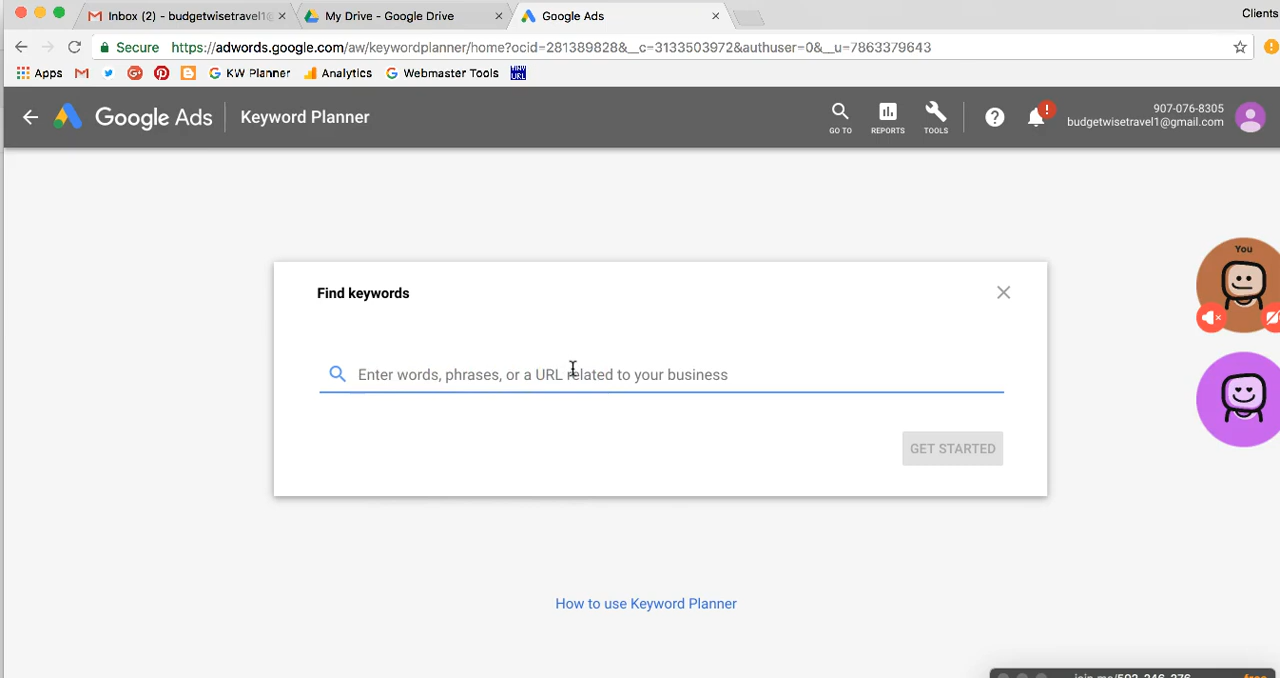 Inbox (2) - budgetwisetravel1@
My Drive - Google Drive
Google Ads
Clients
Secure
https://adwords.google.com/aw/keywordplanner/home?ocid=281389828&__c=3133503972&authuser=0&__u=7863379643
Apps
KW Planner
Analytics
Webmaster Tools
Google Ads
Keyword Planner
GO TO
REPORTS
TOOLS
907-076-8305
budgetwisetravel1@gmail.com
You
Find keywords
Enter words, phrases, or a URL related to your business
GET STARTED
How to use Keyword Planner